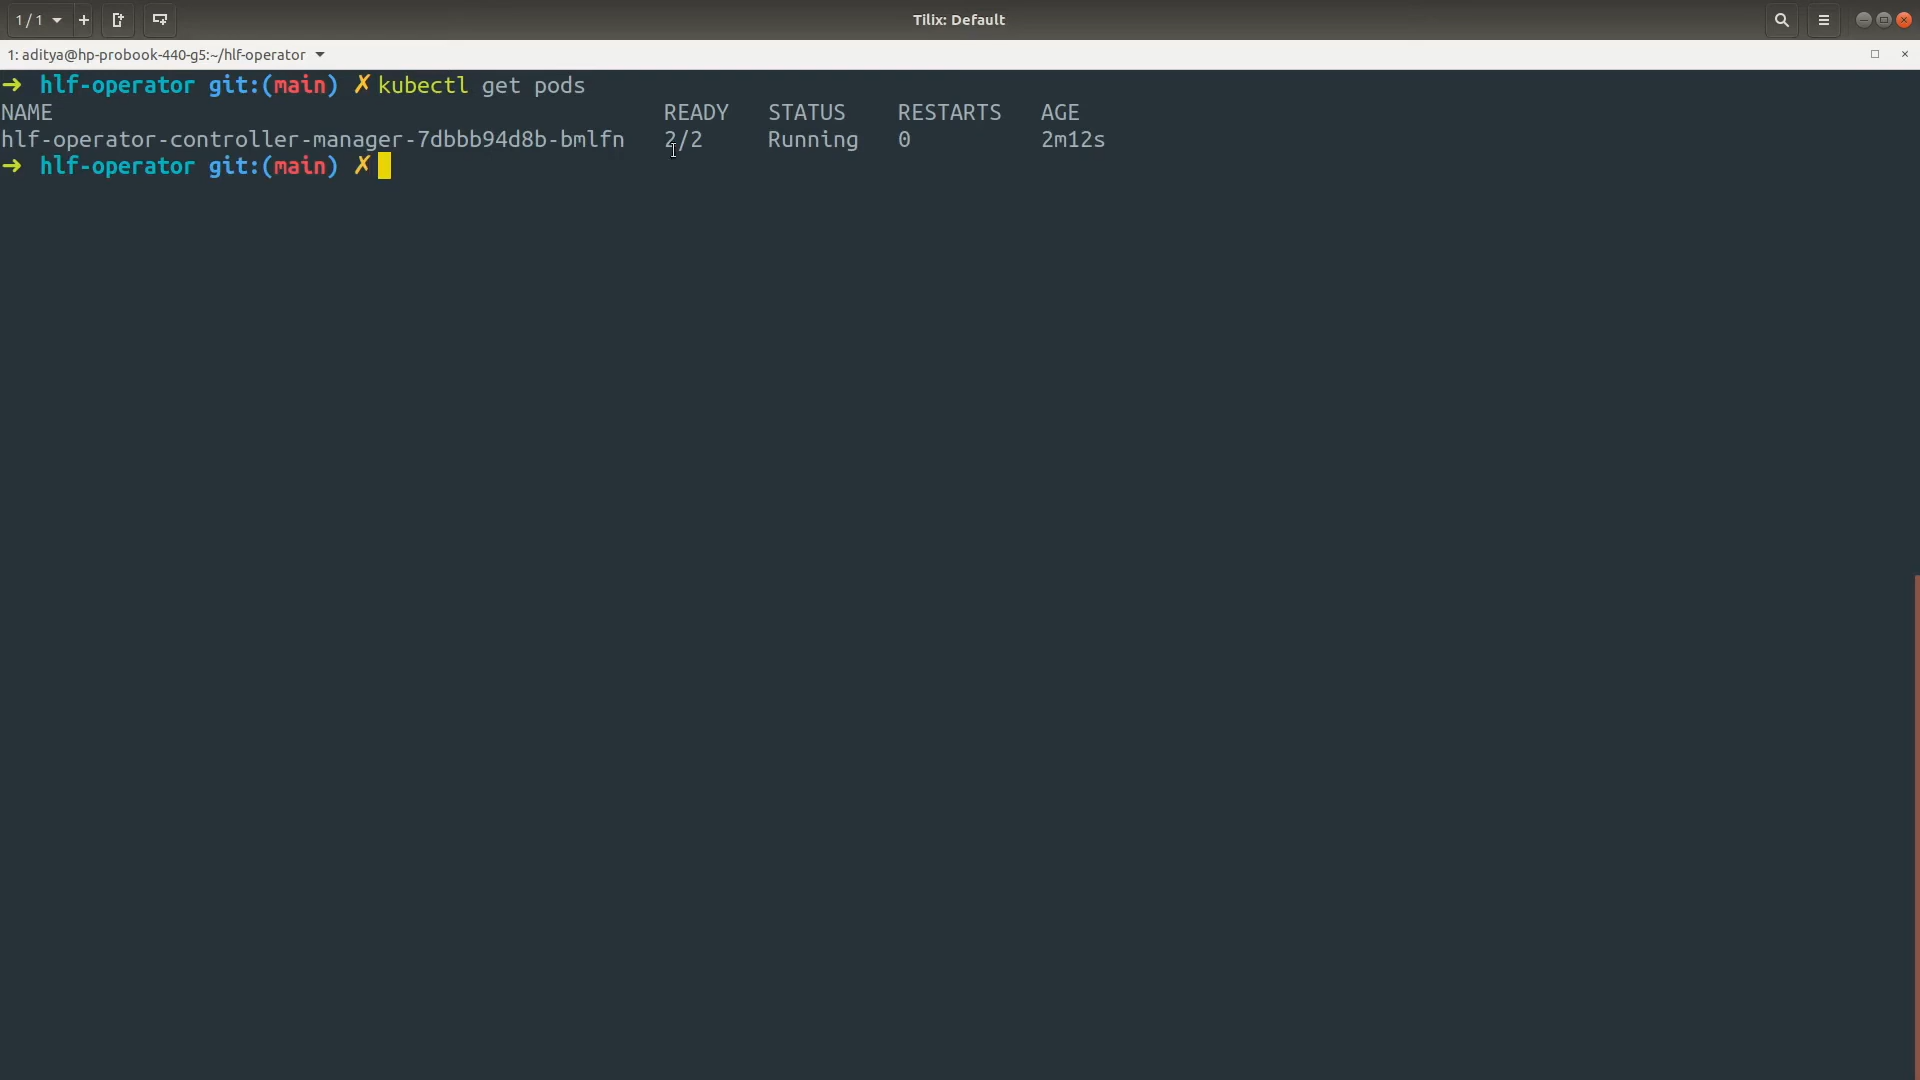 1 / 1
Tilix: Default
1: aditya@hp-probook-440-g5:~/hlf-operator
➜ hlf-operator git:(main) ✗ kubectl get pods
NAME READY STATUS RESTARTS AGE
hlf-operator-controller-manager-7dbbb94d8b-bmlfn 2/2 Running 0 2m12s
➜ hlf-operator git:(main) ✗